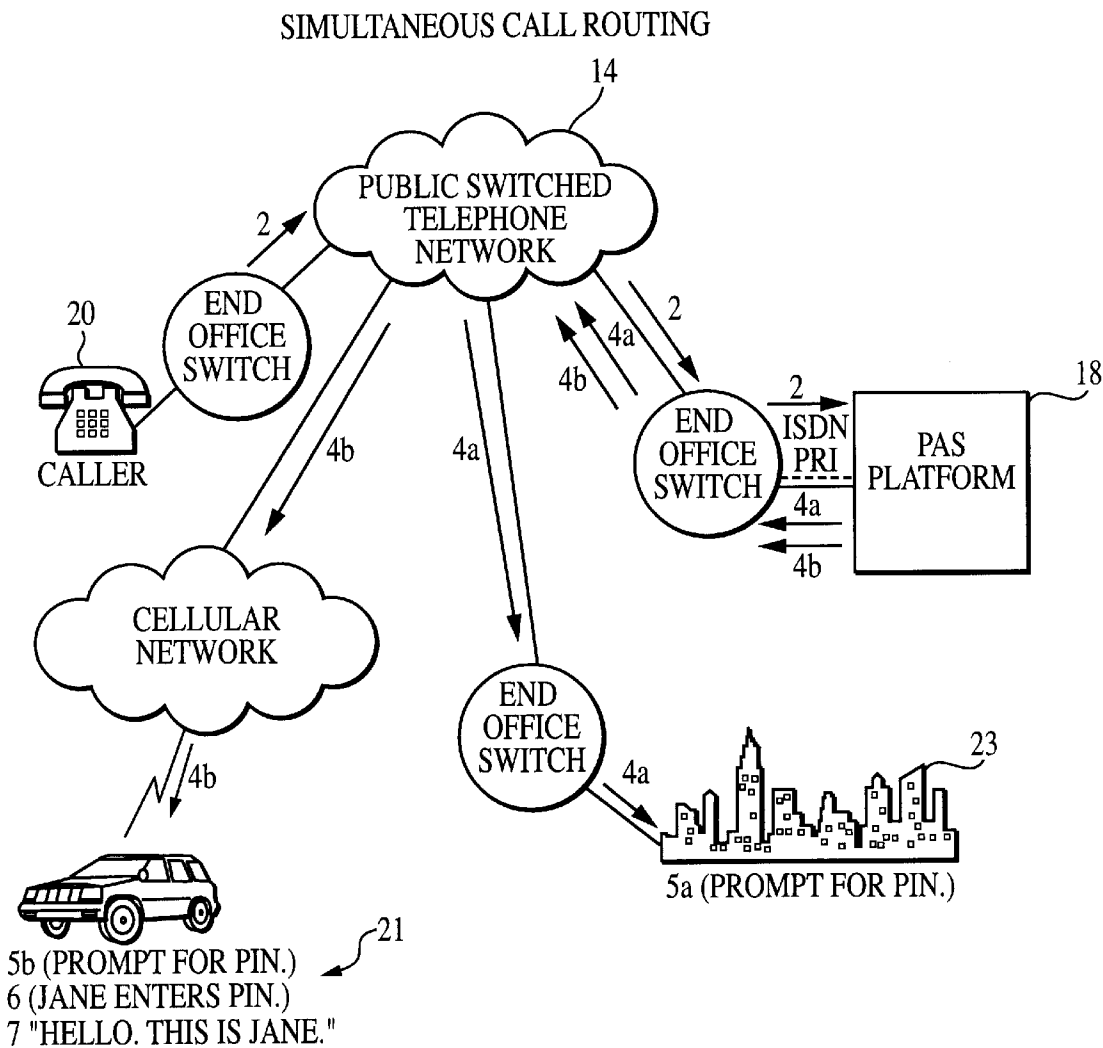 SIMULTANEOUS CALL ROUTING
14
PUBLIC SWITCHED
TELEPHONE
NETWORK
2
END
OFFICE
SWITCH
20
CALLER
2
4a
4b
END
OFFICE
SWITCH
2
ISDN
PRI
4a
4b
18
PAS
PLATFORM
4b
4a
CELLULAR
NETWORK
4b
END
OFFICE
SWITCH
4a
23
5a (PROMPT FOR PIN.)
21
5b (PROMPT FOR PIN.)
6 (JANE ENTERS PIN.)
7 "HELLO. THIS IS JANE."